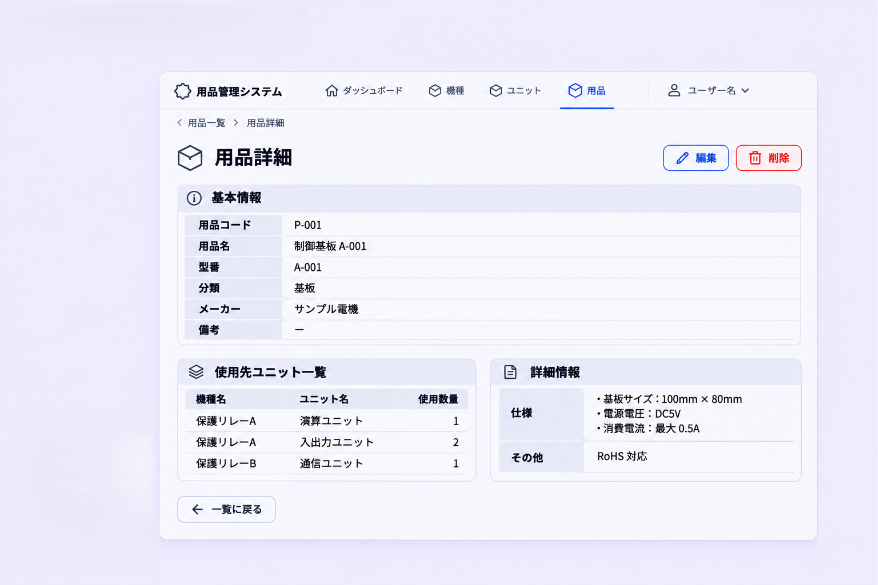 用品管理システム ダッシュボード 機種 ユニット 用品 ユーザー名
用品一覧 用品詳細
用品詳細 編集 削除
基本情報
用品コード P-001
用品名 制御基板 A-001
型番 A-001
分類 基板
メーカー サンプル電機
備考 ー
使用先ユニット一覧
機種名 ユニット名 使用数量
保護リレーA 演算ユニット 1
保護リレーA 入出力ユニット 2
保護リレーB 通信ユニット 1
詳細情報
仕様
・基板サイズ：100mm × 80mm
・電源電圧：DC5V
・消費電流：最大 0.5A
その他 RoHS 対応
← 一覧に戻る